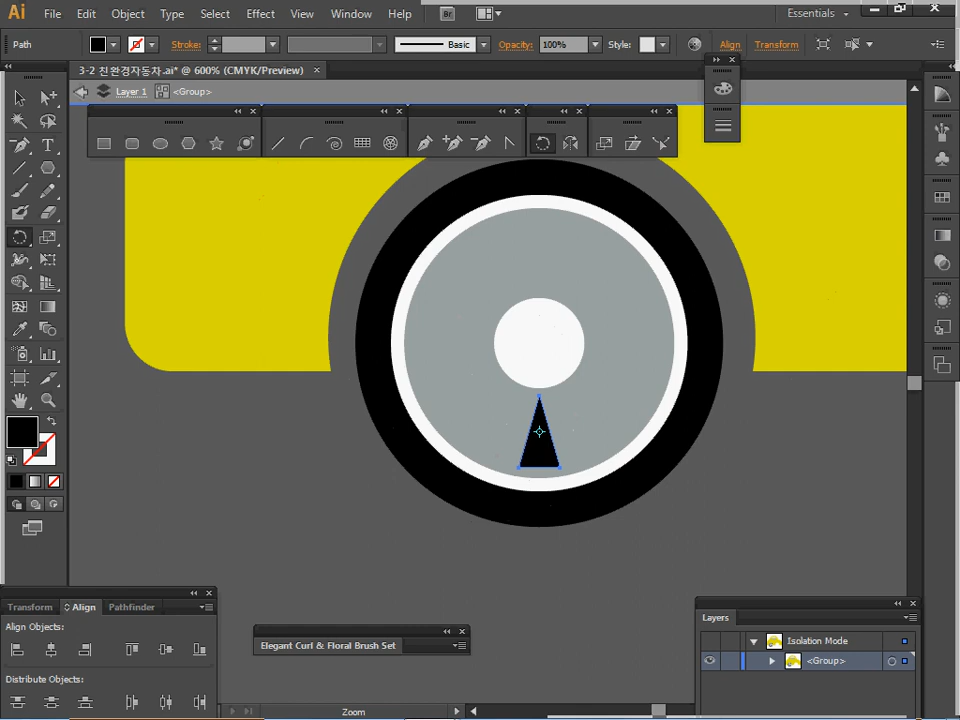 Ai File Edit Object Type Select Effect View Window Help Br Essentials
Path Stroke: Basic Opacity: 100% Style: Align Transform
3-2 친환경자동차.ai* @ 600% (CMYK/Preview) ×
Layer 1 <Group>
T
Transform Align Pathfinder
Align Objects:
Distribute Objects:
Elegant Curl & Floral Brush Set
Layers
Isolation Mode
<Group>
Zoom